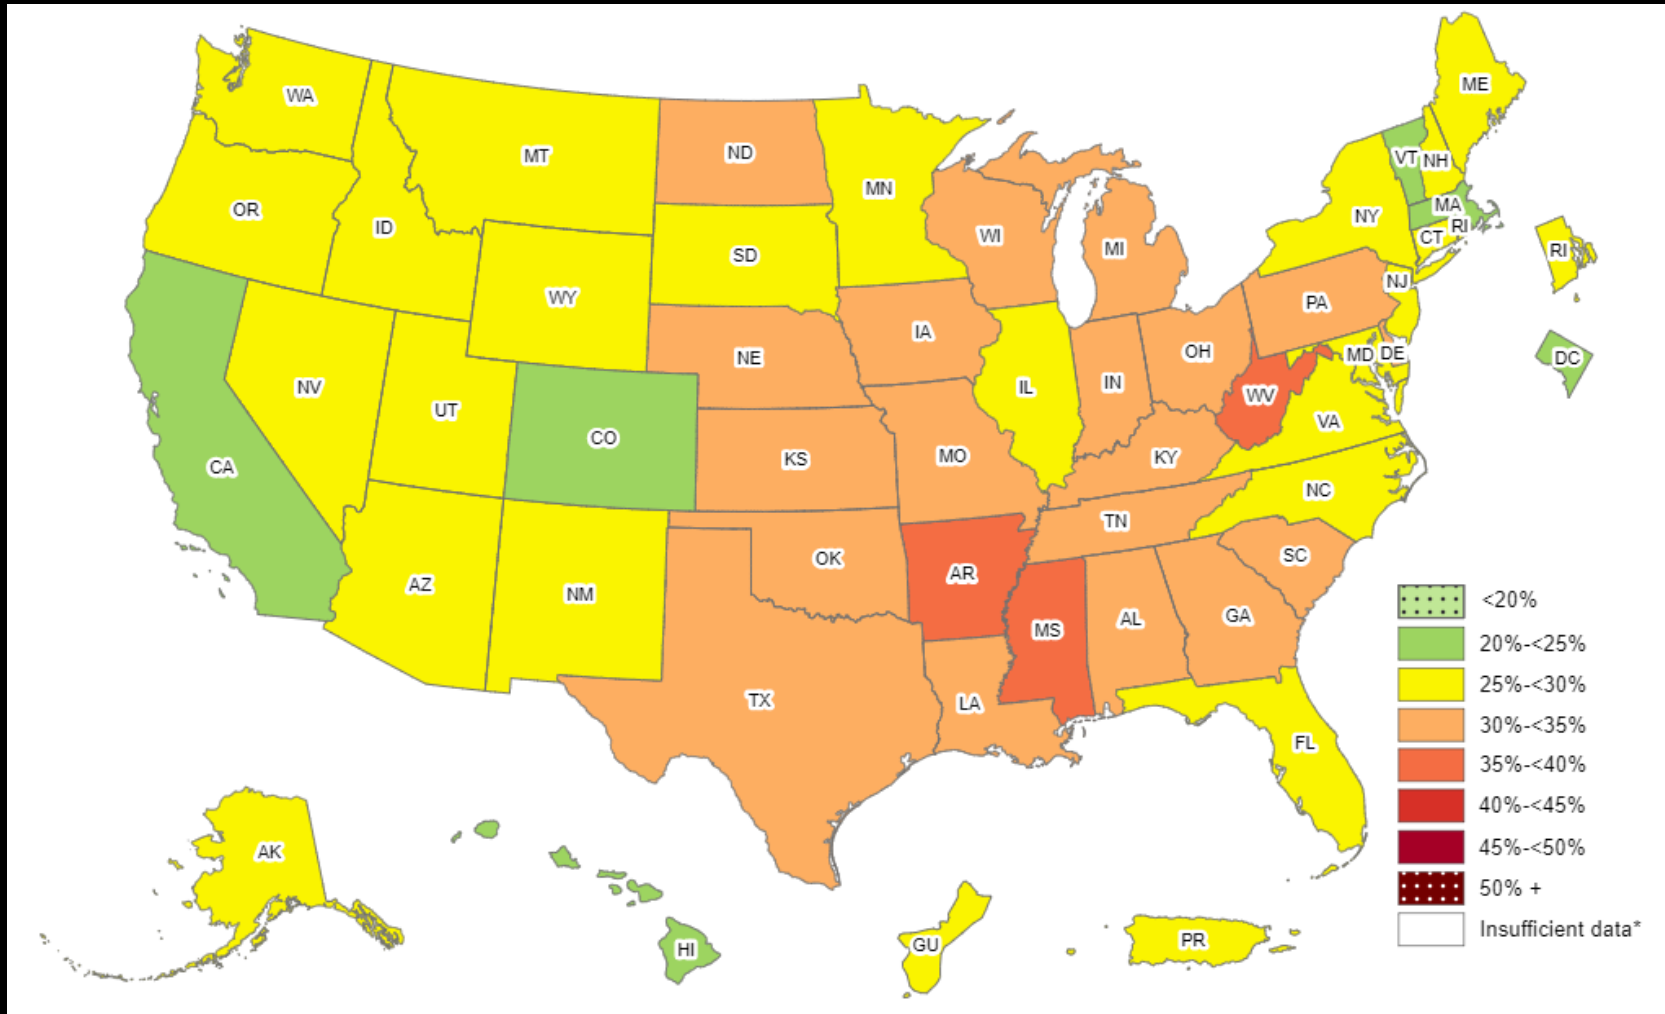 ME
WA
MT
ND
MN
VT
NH
OR
ID
NY
MA
RI
WI
CT
MI
RI
SD
NJ
WY
PA
IA
OH
MD
DE
DC
NE
IN
NV
IL
WV
UT
VA
CO
MO
KY
CA
KS
NC
TN
OK
SC
AR
AZ
NM
GA
AL
MS
TX
LA
FL
AK
HI
GU
PR
<20%
20%-<25%
25%-<30%
30%-<35%
35%-<40%
40%-<45%
45%-<50%
50% +
Insufficient data*